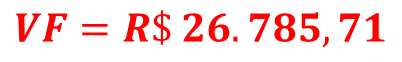 VF = R$ 26.785,71